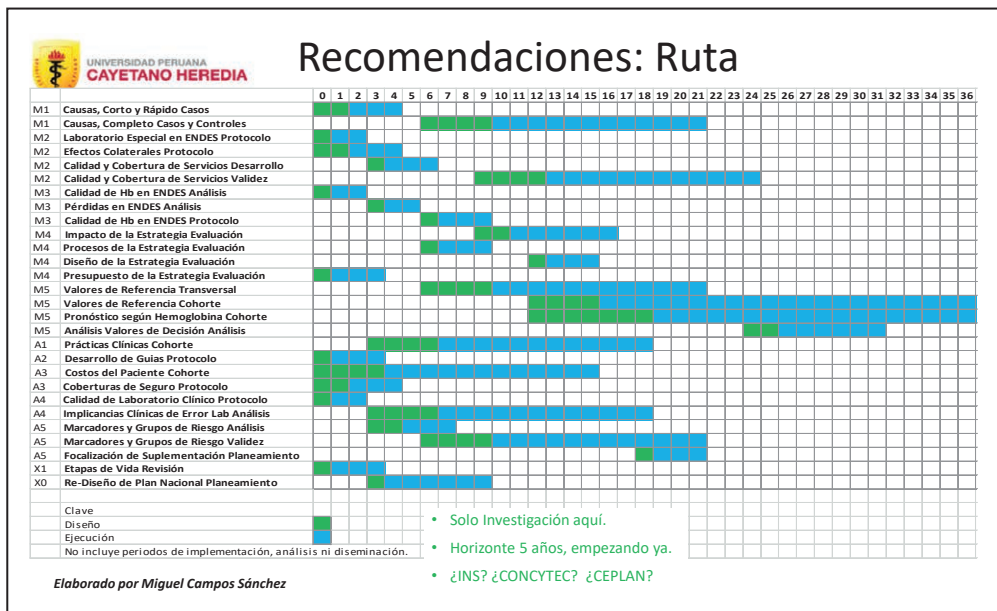 UNIVERSIDAD PERUANA
CAYETANO HEREDIA
Recomendaciones: Ruta
0 1 2 3 4 5 6 7 8 9 10 11 12 13 14 15 16 17 18 19 20 21 22 23 24 25 26 27 28 29 30 31 32 33 34 35 36
M1 Causas, Corto y Rápido Casos
M1 Causas, Completo Casos y Controles
M2 Laboratorio Especial en ENDES Protocolo
M2 Efectos Colaterales Protocolo
M2 Calidad y Cobertura de Servicios Desarrollo
M2 Calidad y Cobertura de Servicios Validez
M3 Calidad de Hb en ENDES Análisis
M3 Pérdidas en ENDES Análisis
M3 Calidad de Hb en ENDES Protocolo
M4 Impacto de la Estrategia Evaluación
M4 Procesos de la Estrategia Evaluación
M4 Diseño de la Estrategia Evaluación
M4 Presupuesto de la Estrategia Evaluación
M5 Valores de Referencia Transversal
M5 Valores de Referencia Cohorte
M5 Pronóstico según Hemoglobina Cohorte
M5 Análisis Valores de Decisión Análisis
A1 Prácticas Clínicas Cohorte
A2 Desarrollo de Guias Protocolo
A3 Costos del Paciente Cohorte
A3 Coberturas de Seguro Protocolo
A4 Calidad de Laboratorio Clínico Protocolo
A4 Implicancias Clínicas de Error Lab Análisis
A5 Marcadores y Grupos de Riesgo Análisis
A5 Marcadores y Grupos de Riesgo Validez
A5 Focalización de Suplementación Planeamiento
X1 Etapas de Vida Revisión
X0 Re-Diseño de Plan Nacional Planeamiento
Clave
Diseño
Ejecución
No incluye periodos de implementación, análisis ni diseminación.
• Solo Investigación aquí.
• Horizonte 5 años, empezando ya.
• ¿INS? ¿CONCYTEC? ¿CEPLAN?
Elaborado por Miguel Campos Sánchez